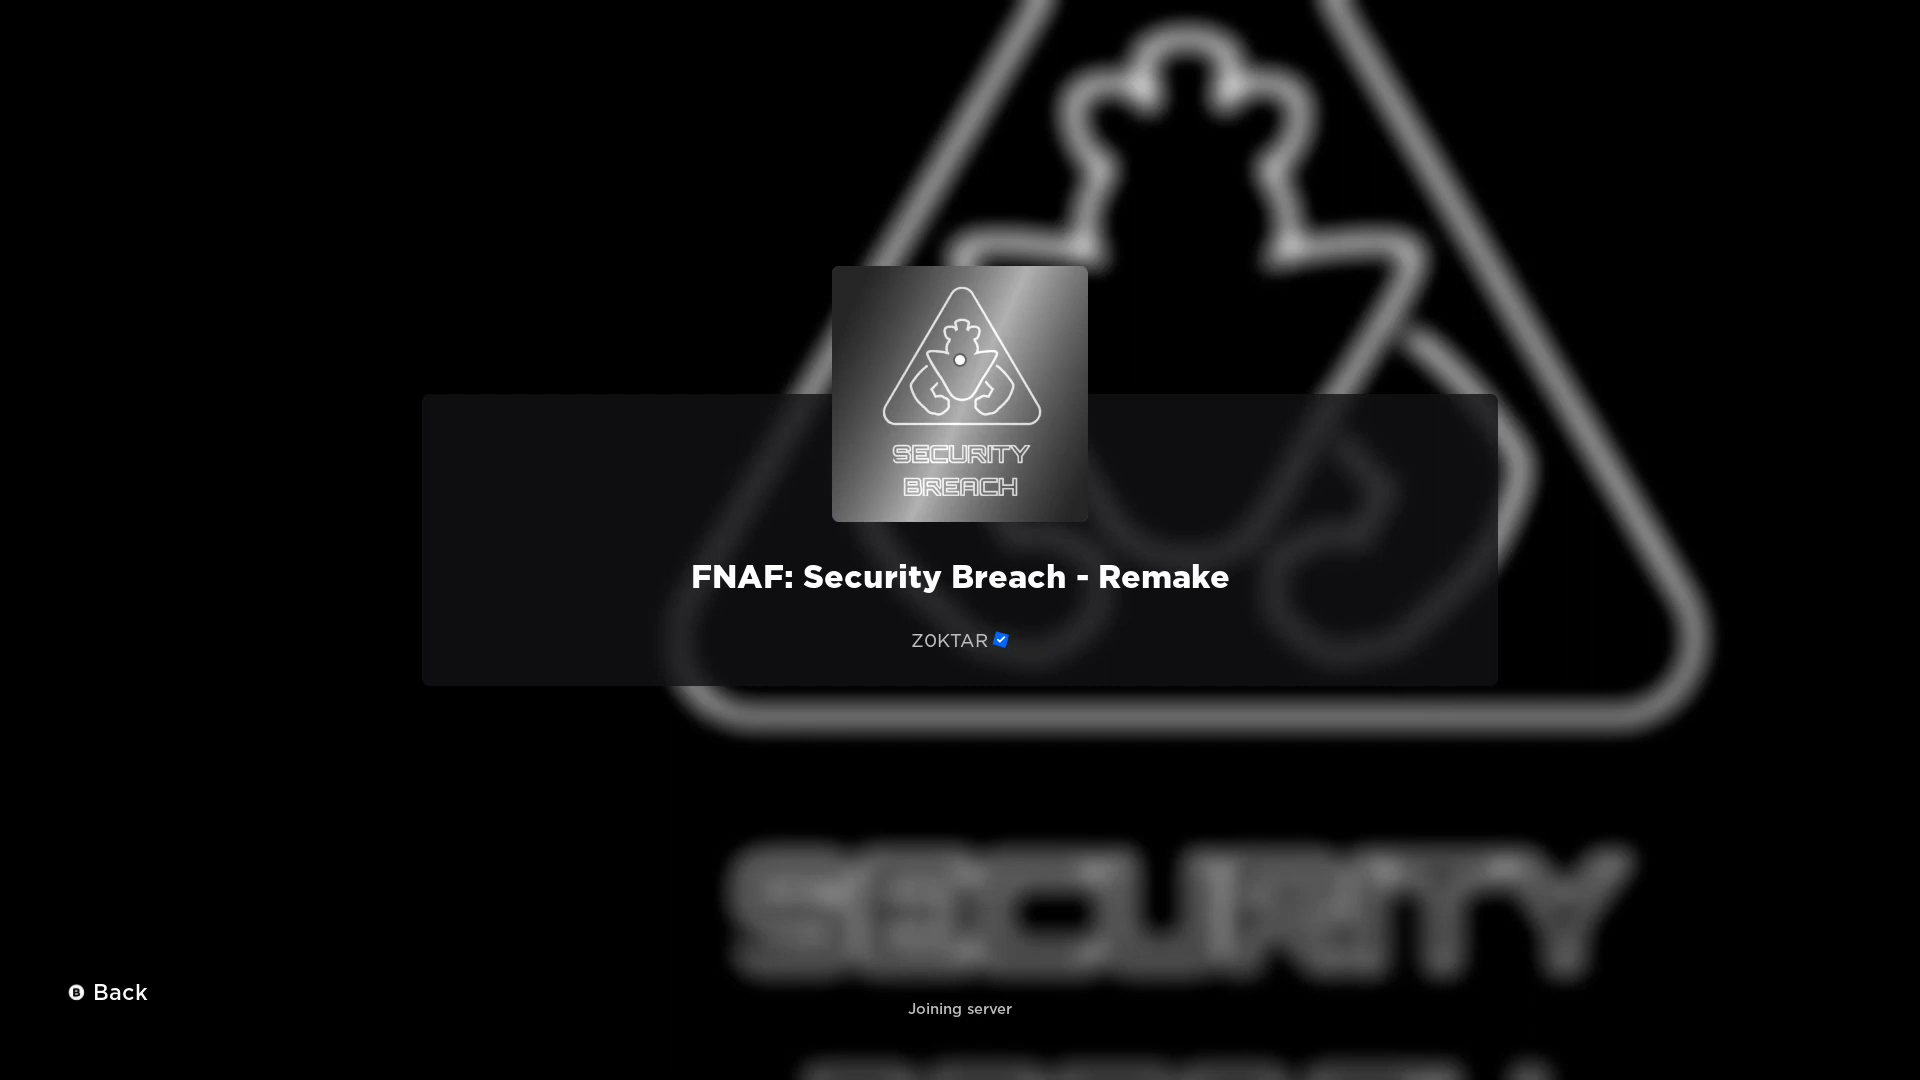 SECURITY
BREACH
FNAF: Security Breach - Remake
Z0KTAR
SECURITY
B Back
Joining server